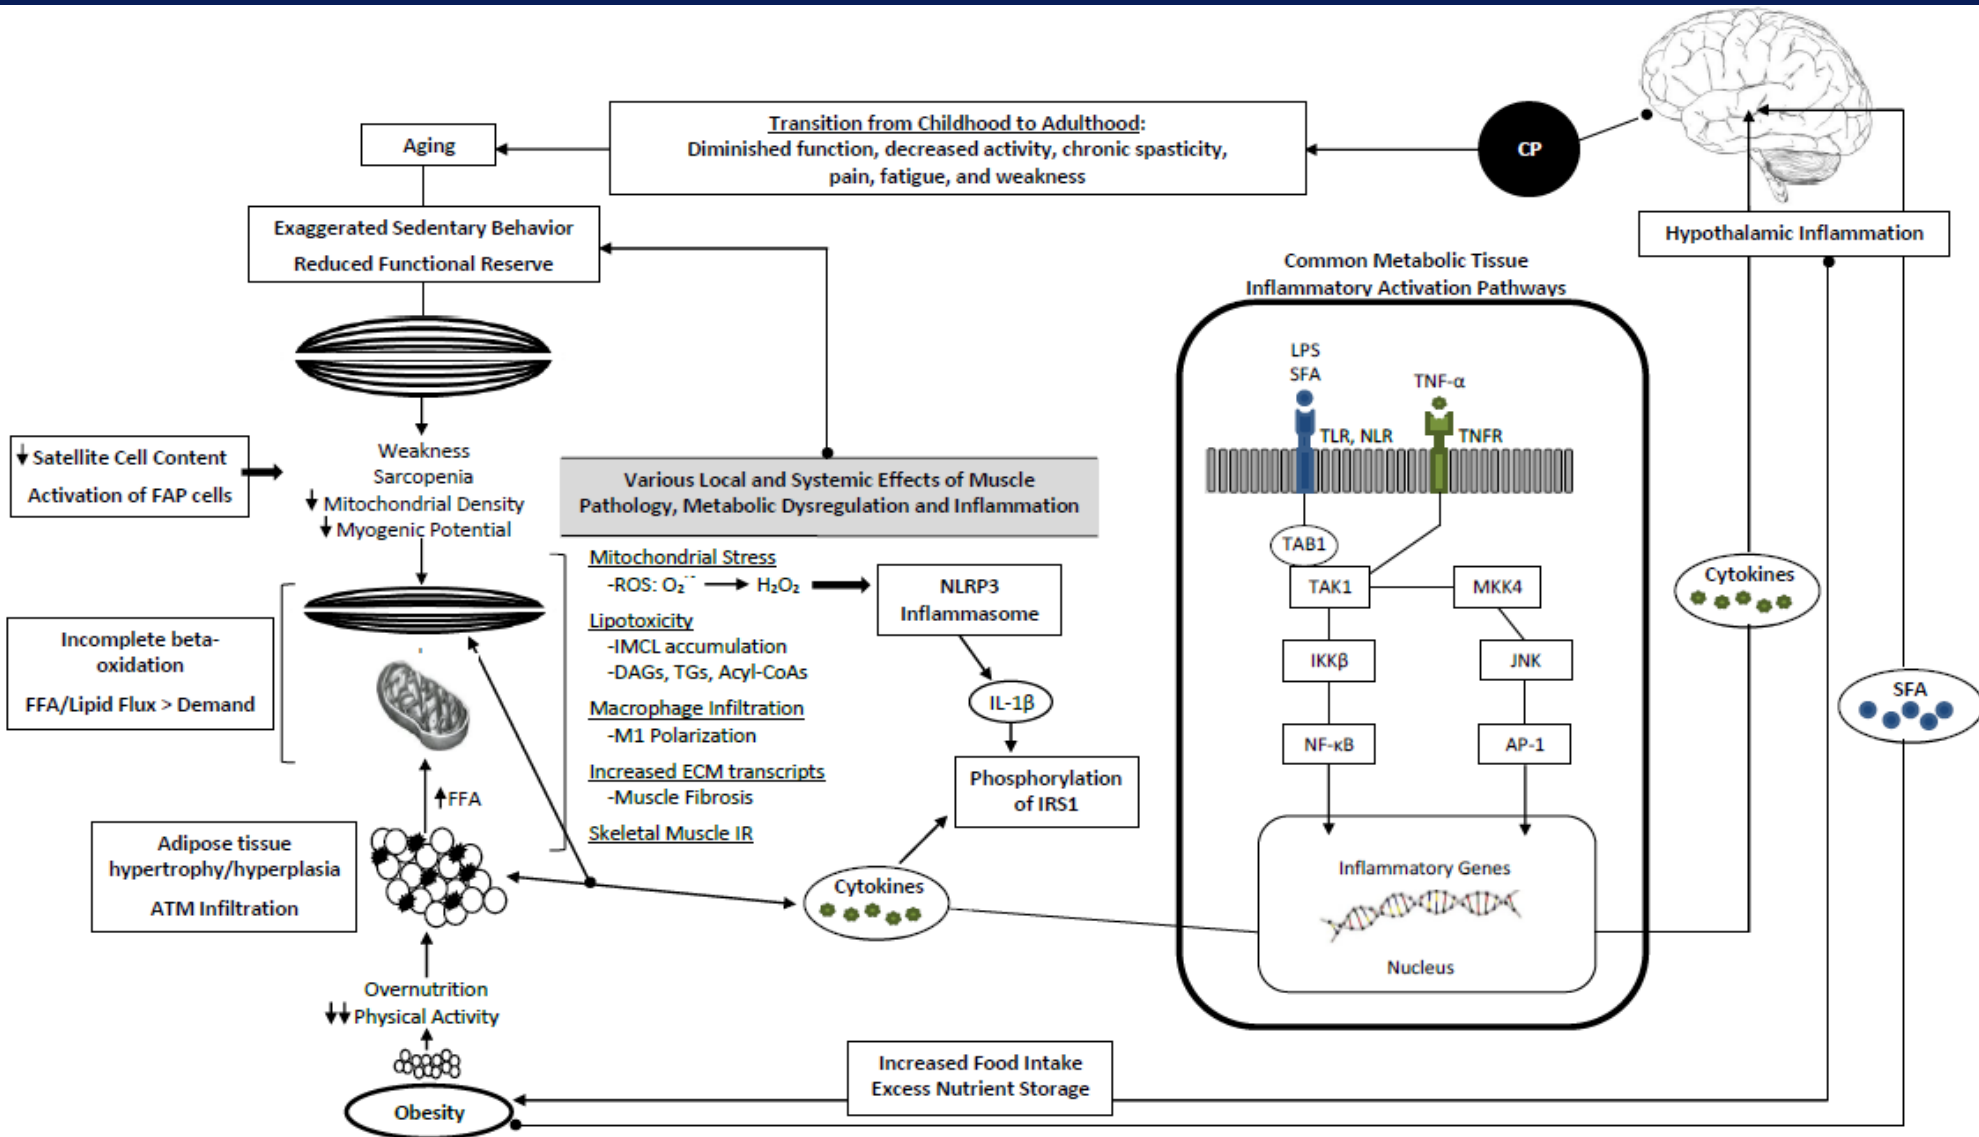 Transition from Childhood to Adulthood:
Diminished function, decreased activity, chronic spasticity,
pain, fatigue, and weakness
Aging
CP
Exaggerated Sedentary Behavior
Reduced Functional Reserve
Hypothalamic Inflammation
Common Metabolic Tissue
Inflammatory Activation Pathways
LPS
SFA
TNF-α
TLR, NLR
TNFR
TAB1
TAK1
MKK4
IKKβ
JNK
NF-κB
AP-1
Inflammatory Genes
Nucleus
Cytokines
SFA
↓ Satellite Cell Content
Activation of FAP cells
Weakness
Sarcopenia
↓ Mitochondrial Density
↓ Myogenic Potential
Various Local and Systemic Effects of Muscle
Pathology, Metabolic Dysregulation and Inflammation
Mitochondrial Stress
-ROS: O₂˙⁻ → H₂O₂
NLRP3
Inflammasome
Lipotoxicity
-IMCL accumulation
-DAGs, TGs, Acyl-CoAs
Macrophage Infiltration
-M1 Polarization
Increased ECM transcripts
-Muscle Fibrosis
Skeletal Muscle IR
IL-1β
Phosphorylation
of IRS1
Cytokines
Incomplete beta-
oxidation
FFA/Lipid Flux > Demand
↑FFA
Adipose tissue
hypertrophy/hyperplasia
ATM Infiltration
Overnutrition
↓↓ Physical Activity
Obesity
Increased Food Intake
Excess Nutrient Storage